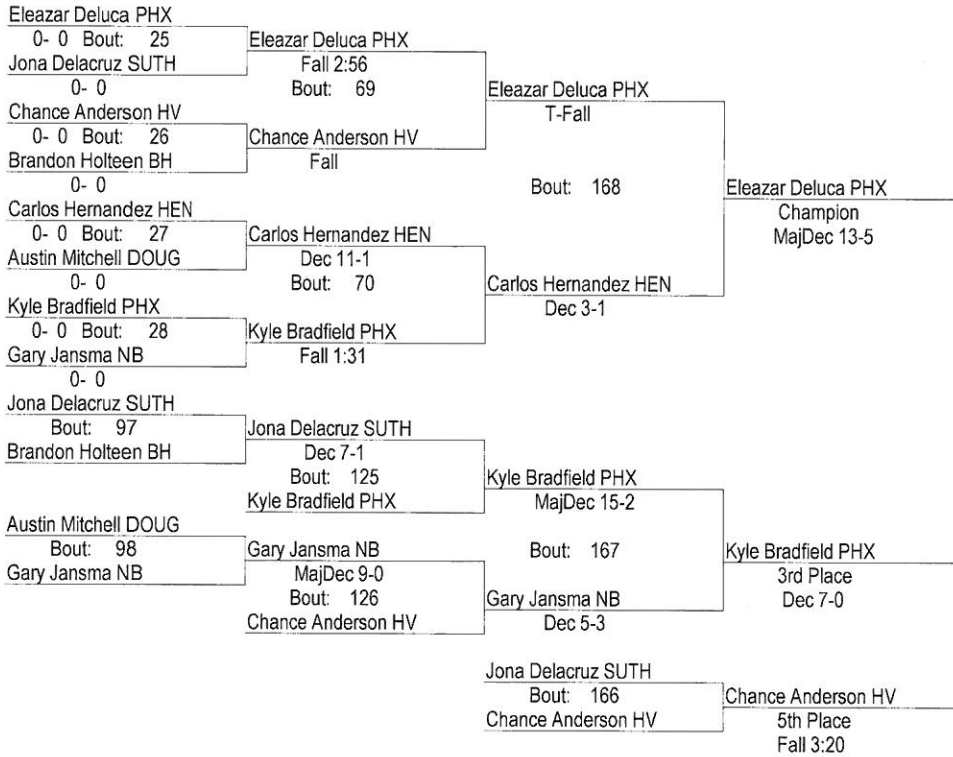 Eleazar Deluca PHX
0- 0 Bout: 25
Jona Delacruz SUTH
0- 0
Chance Anderson HV
0- 0 Bout: 26
Brandon Holteen BH
0- 0
Carlos Hernandez HEN
0- 0 Bout: 27
Austin Mitchell DOUG
0- 0
Kyle Bradfield PHX
0- 0 Bout: 28
Gary Jansma NB
0- 0
Eleazar Deluca PHX
Fall 2:56
Bout: 69
Chance Anderson HV
Fall
Carlos Hernandez HEN
Dec 11-1
Bout: 70
Kyle Bradfield PHX
Fall 1:31
Eleazar Deluca PHX
T-Fall
Bout: 168
Carlos Hernandez HEN
Dec 3-1
Eleazar Deluca PHX
Champion
MajDec 13-5
Jona Delacruz SUTH
Bout: 97
Brandon Holteen BH
Austin Mitchell DOUG
Bout: 98
Gary Jansma NB
Jona Delacruz SUTH
Dec 7-1
Bout: 125
Kyle Bradfield PHX
Gary Jansma NB
MajDec 9-0
Bout: 126
Chance Anderson HV
Kyle Bradfield PHX
MajDec 15-2
Bout: 167
Gary Jansma NB
Dec 5-3
Kyle Bradfield PHX
3rd Place
Dec 7-0
Jona Delacruz SUTH
Bout: 166
Chance Anderson HV
Chance Anderson HV
5th Place
Fall 3:20